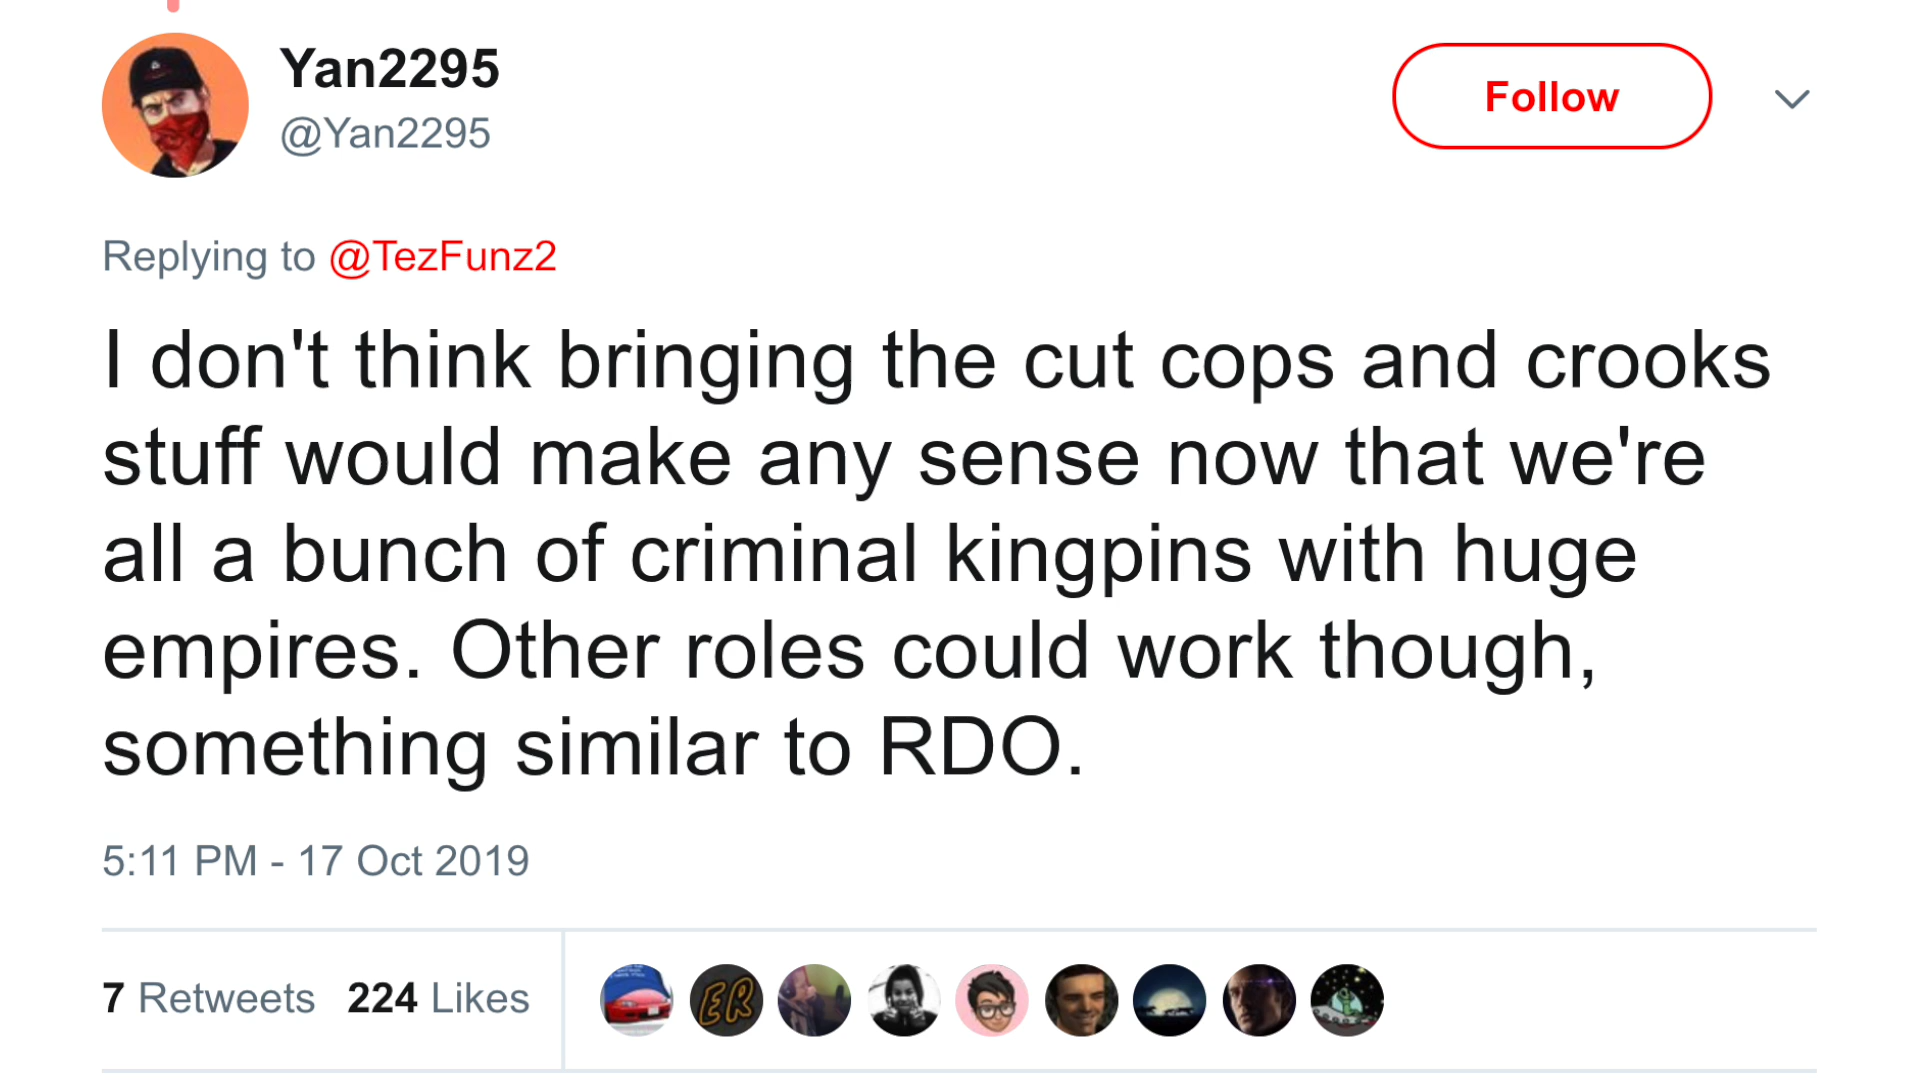 Yan2295
@Yan2295
Follow
Replying to @TezFunz2
I don't think bringing the cut cops and crooks
stuff would make any sense now that we're
all a bunch of criminal kingpins with huge
empires. Other roles could work though,
something similar to RDO.
5:11 PM - 17 Oct 2019
7 Retweets 224 Likes
ER